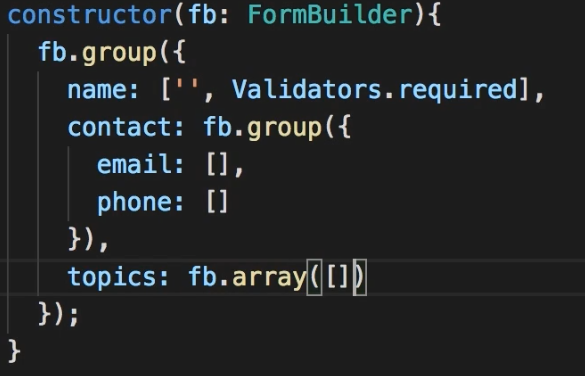 constructor(fb: FormBuilder){
  fb.group({
    name: ['', Validators.required],
    contact: fb.group({
      email: [],
      phone: []
    }),
    topics: fb.array([])
  });
}